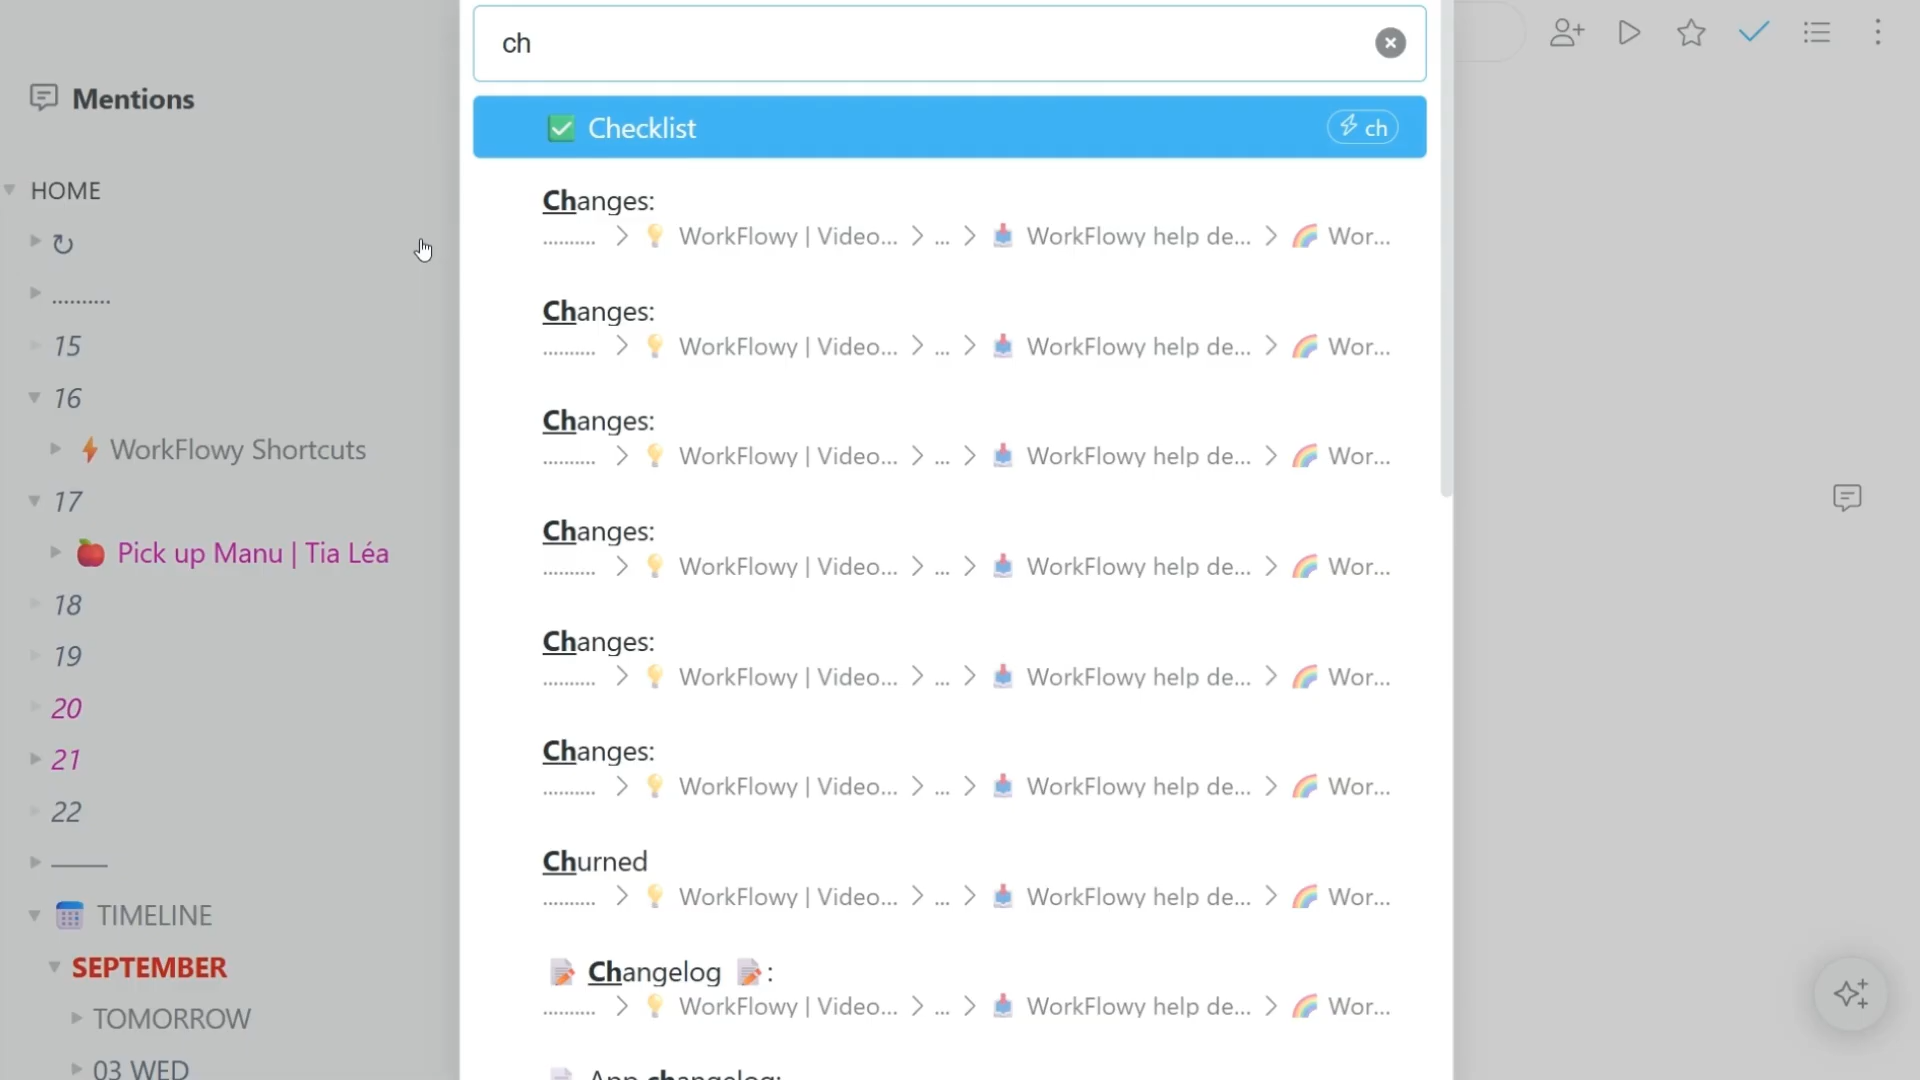 ch
Mentions
HOME
..........
15
16
WorkFlowy Shortcuts
17
Pick up Manu | Tia Léa
18
19
20
21
22
TIMELINE
SEPTEMBER
TOMORROW
03 WED
Checklist
ch
Changes:
.......... > WorkFlowy | Video... > ... > WorkFlowy help de... > Wor...
Changes:
.......... > WorkFlowy | Video... > ... > WorkFlowy help de... > Wor...
Changes:
.......... > WorkFlowy | Video... > ... > WorkFlowy help de... > Wor...
Changes:
.......... > WorkFlowy | Video... > ... > WorkFlowy help de... > Wor...
Changes:
.......... > WorkFlowy | Video... > ... > WorkFlowy help de... > Wor...
Changes:
.......... > WorkFlowy | Video... > ... > WorkFlowy help de... > Wor...
Churned
.......... > WorkFlowy | Video... > ... > WorkFlowy help de... > Wor...
Changelog :
.......... > WorkFlowy | Video... > ... > WorkFlowy help de... > Wor...
App changelog: